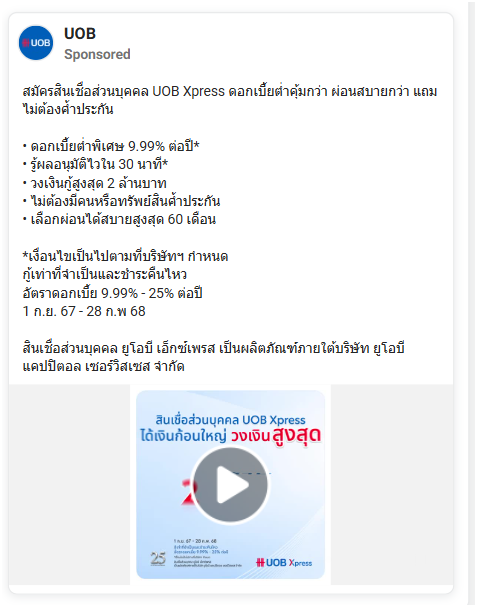 UOB
UOB
Sponsored
สมัครสินเชื่อส่วนบุคคล UOB Xpress ดอกเบี้ยต่ำคุ้มกว่า ผ่อนสบายกว่า แถม
ไม่ต้องค้ำประกัน
• ดอกเบี้ยต่ำพิเศษ 9.99% ต่อปี*
• รู้ผลอนุมัติไวใน 30 นาที*
• วงเงินกู้สูงสุด 2 ล้านบาท
• ไม่ต้องมีคนหรือทรัพย์สินค้ำประกัน
• เลือกผ่อนได้สบายสูงสุด 60 เดือน
*เงื่อนไขเป็นไปตามที่บริษัทฯ กำหนด
กู้เท่าที่จำเป็นและชำระคืนไหว
อัตราดอกเบี้ย 9.99% - 25% ต่อปี
1 ก.ย. 67 - 28 ก.พ 68
สินเชื่อส่วนบุคคล ยูโอบี เอ็กซ์เพรส เป็นผลิตภัณฑ์ภายใต้บริษัท ยูโอบี
แคปปิตอล เซอร์วิสเซส จำกัด
สินเชื่อส่วนบุคคล UOB Xpress
ได้เงินก้อนใหญ่ วงเงินสูงสุด
2
1 ก.ย. 67 - 28 ก.พ. 68
25
UOB Xpress